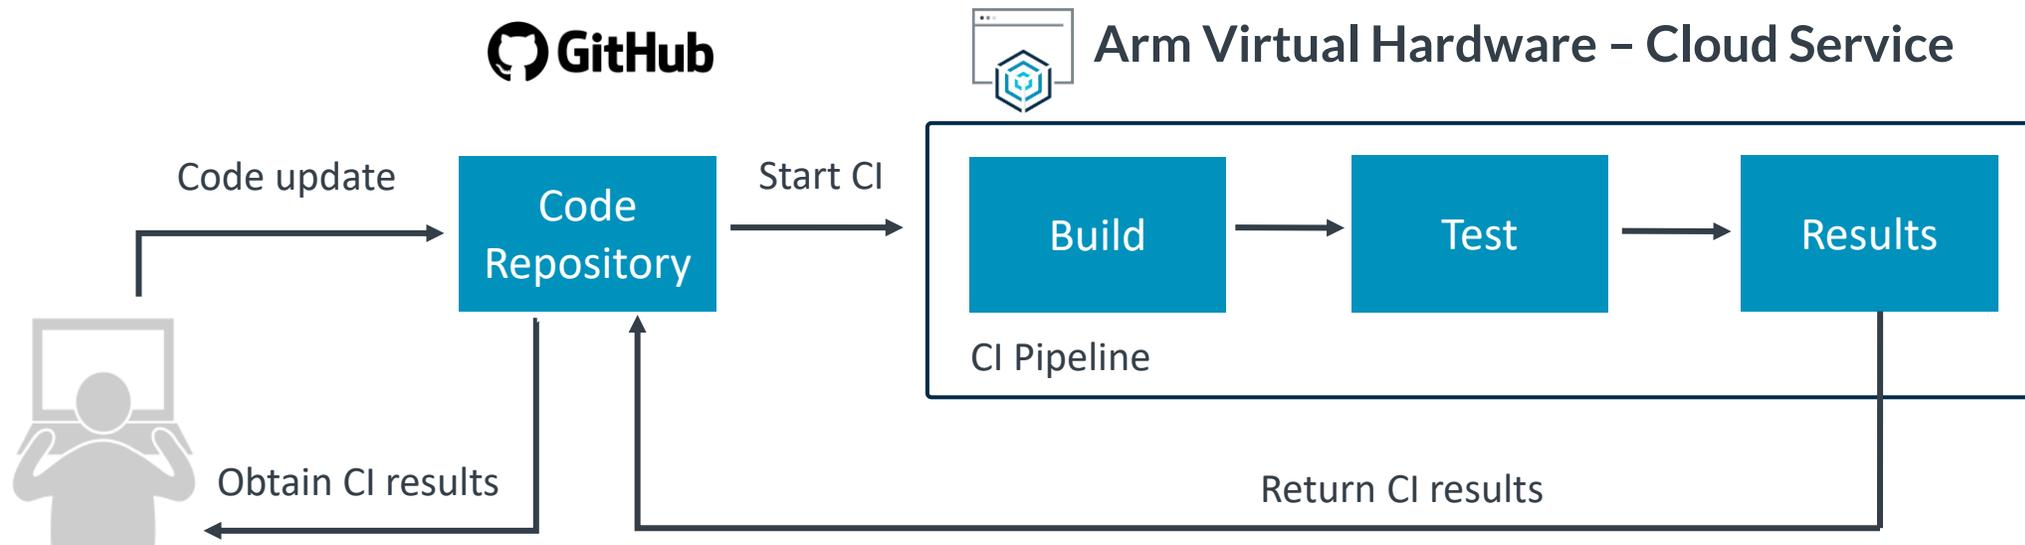 GitHub
Arm Virtual Hardware – Cloud Service
Code update
Code
Repository
Start CI
Build
Test
Results
CI Pipeline
Obtain CI results
Return CI results